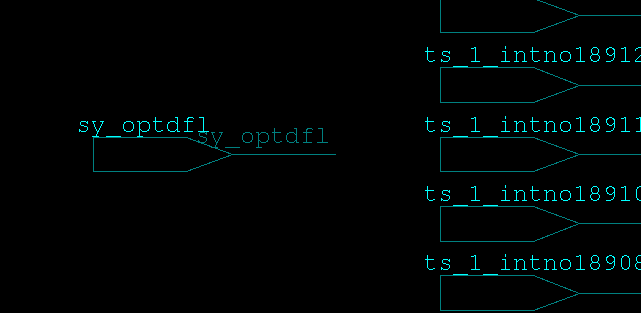 ts_1_intno18912
sy_optdfl
sy_optdfl
ts_1_intno18911
ts_1_intno18910
ts_1_intno18908